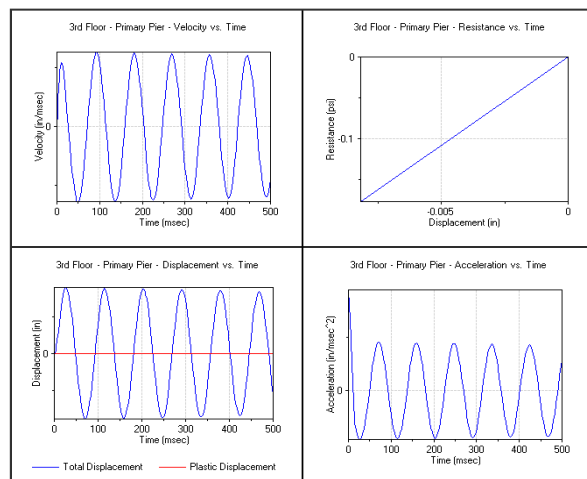 3rd Floor - Primary Pier - Velocity vs. Time
Velocity (in/msec)
0
0 100 200 300 400 500
Time (msec)
3rd Floor - Primary Pier - Resistance vs. Time
Resistance (psi)
0
-0.1
-0.005 0
Displacement (in)
3rd Floor - Primary Pier - Displacement vs. Time
Displacement (in)
0
0 100 200 300 400 500
Time (msec)
Total Displacement Plastic Displacement
3rd Floor - Primary Pier - Acceleration vs. Time
Acceleration (in/msec^2)
0
0 100 200 300 400 500
Time (msec)